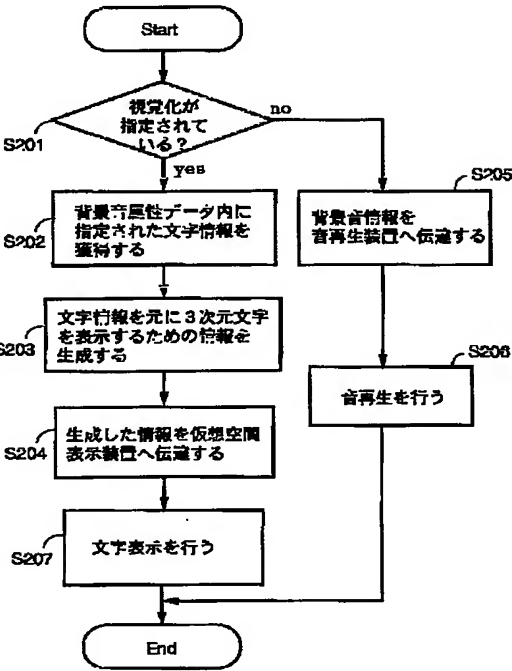 Start
視覚化が
指定されて
いる?
no
S201
yes
S205
背景音属性データ内に
指定された文字情報を
獲得する
S202
背景音情報を
音再生装置へ伝達する
文字情報を元に3次元文字
を表示するための情報を
生成する
S203
S206
音再生を行う
生成した情報を仮想空間
表示装置へ伝達する
S204
文字表示を行う
S207
End